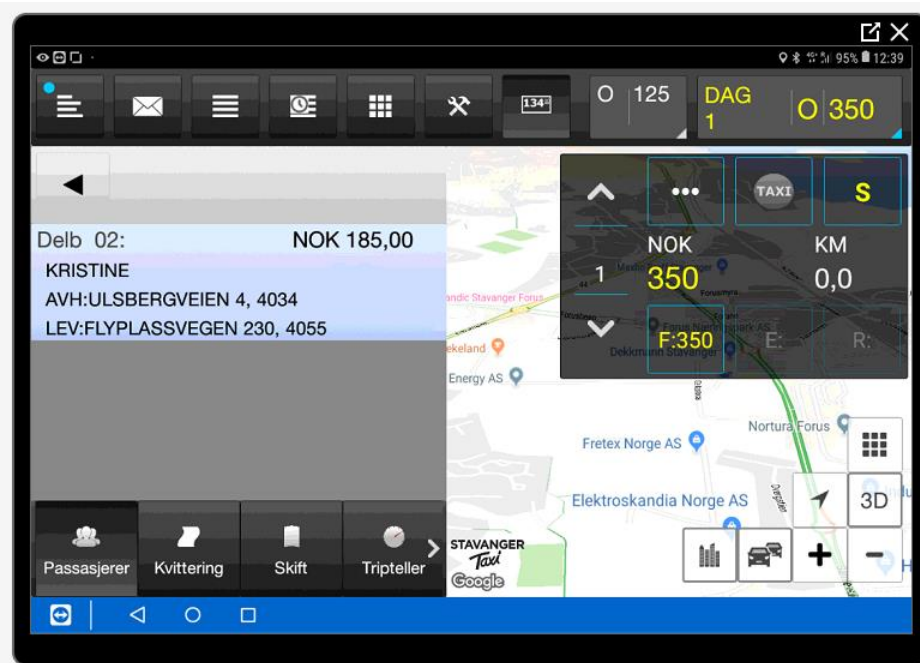 95% 12:39
134
O 125
DAG 1 O 350
TAXI
S
NOK
KM
1
350
0,0
F:350
E:
R:
Delb 02: NOK 185,00
KRISTINE
AVH:ULSBERGVEIEN 4, 4034
LEV:FLYPLASSVEGEN 230, 4055
Energy AS
Fretex Norge AS
Nortura Forus
Elektroskandia Norge AS
3D
STAVANGER
Taxi
Google
Passasjerer
Kvittering
Skift
Tripteller